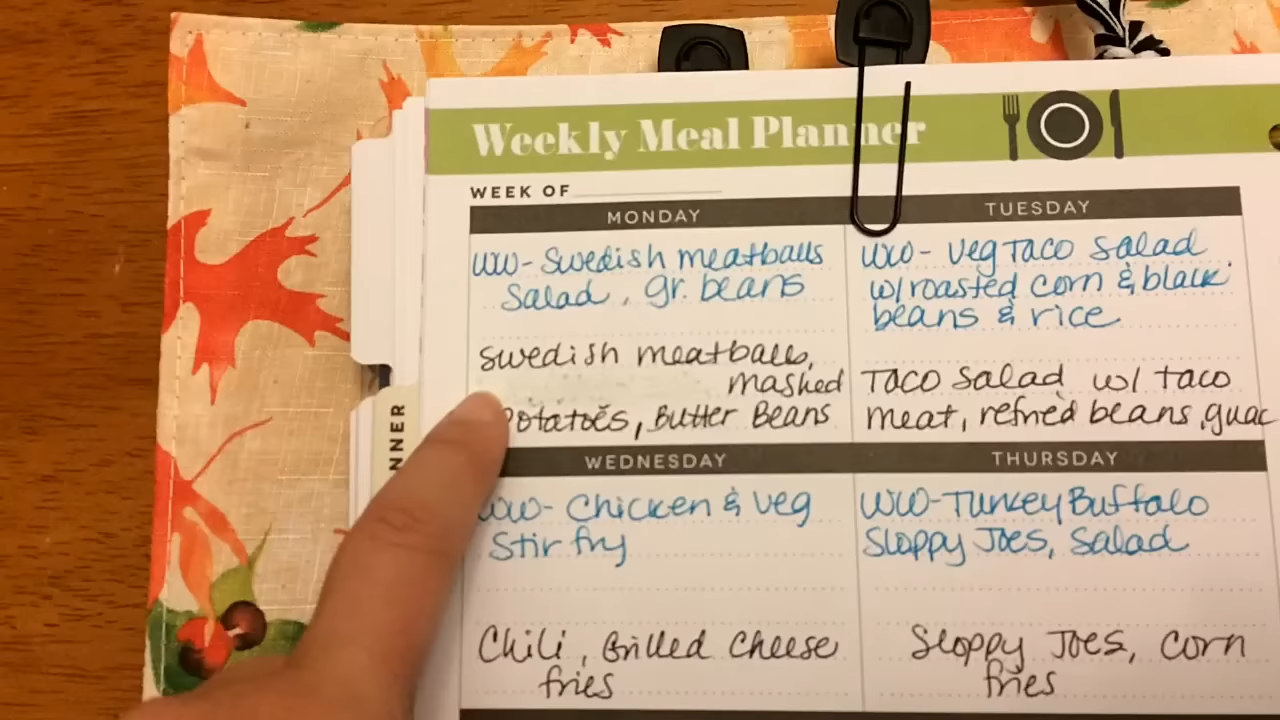 Weekly Meal Planner
WEEK OF
MONDAY
WW- Swedish meatballs
Salad, gr. beans
Swedish meatballs,
mashed
Potatoes, Butter Beans
TUESDAY
WW- Veg Taco Salad
w/ roasted corn & black
beans & rice
Taco Salad w/ taco
meat, refried beans, guac
NNER
WEDNESDAY
WW- Chicken & Veg
Stir fry
Chili, Grilled Cheese
fries
THURSDAY
WW- Turkey Buffalo
Sloppy Joes, Salad
Sloppy Joes, Corn
fries